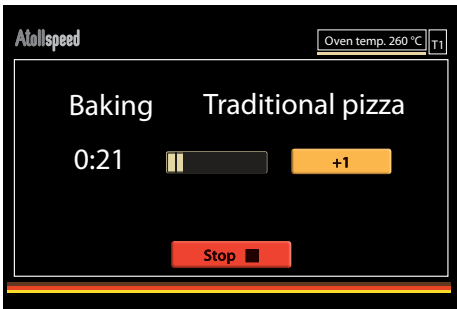 Atollspeed
Oven temp. 260 °C T1
Baking Traditional pizza
0:21 +1
Stop